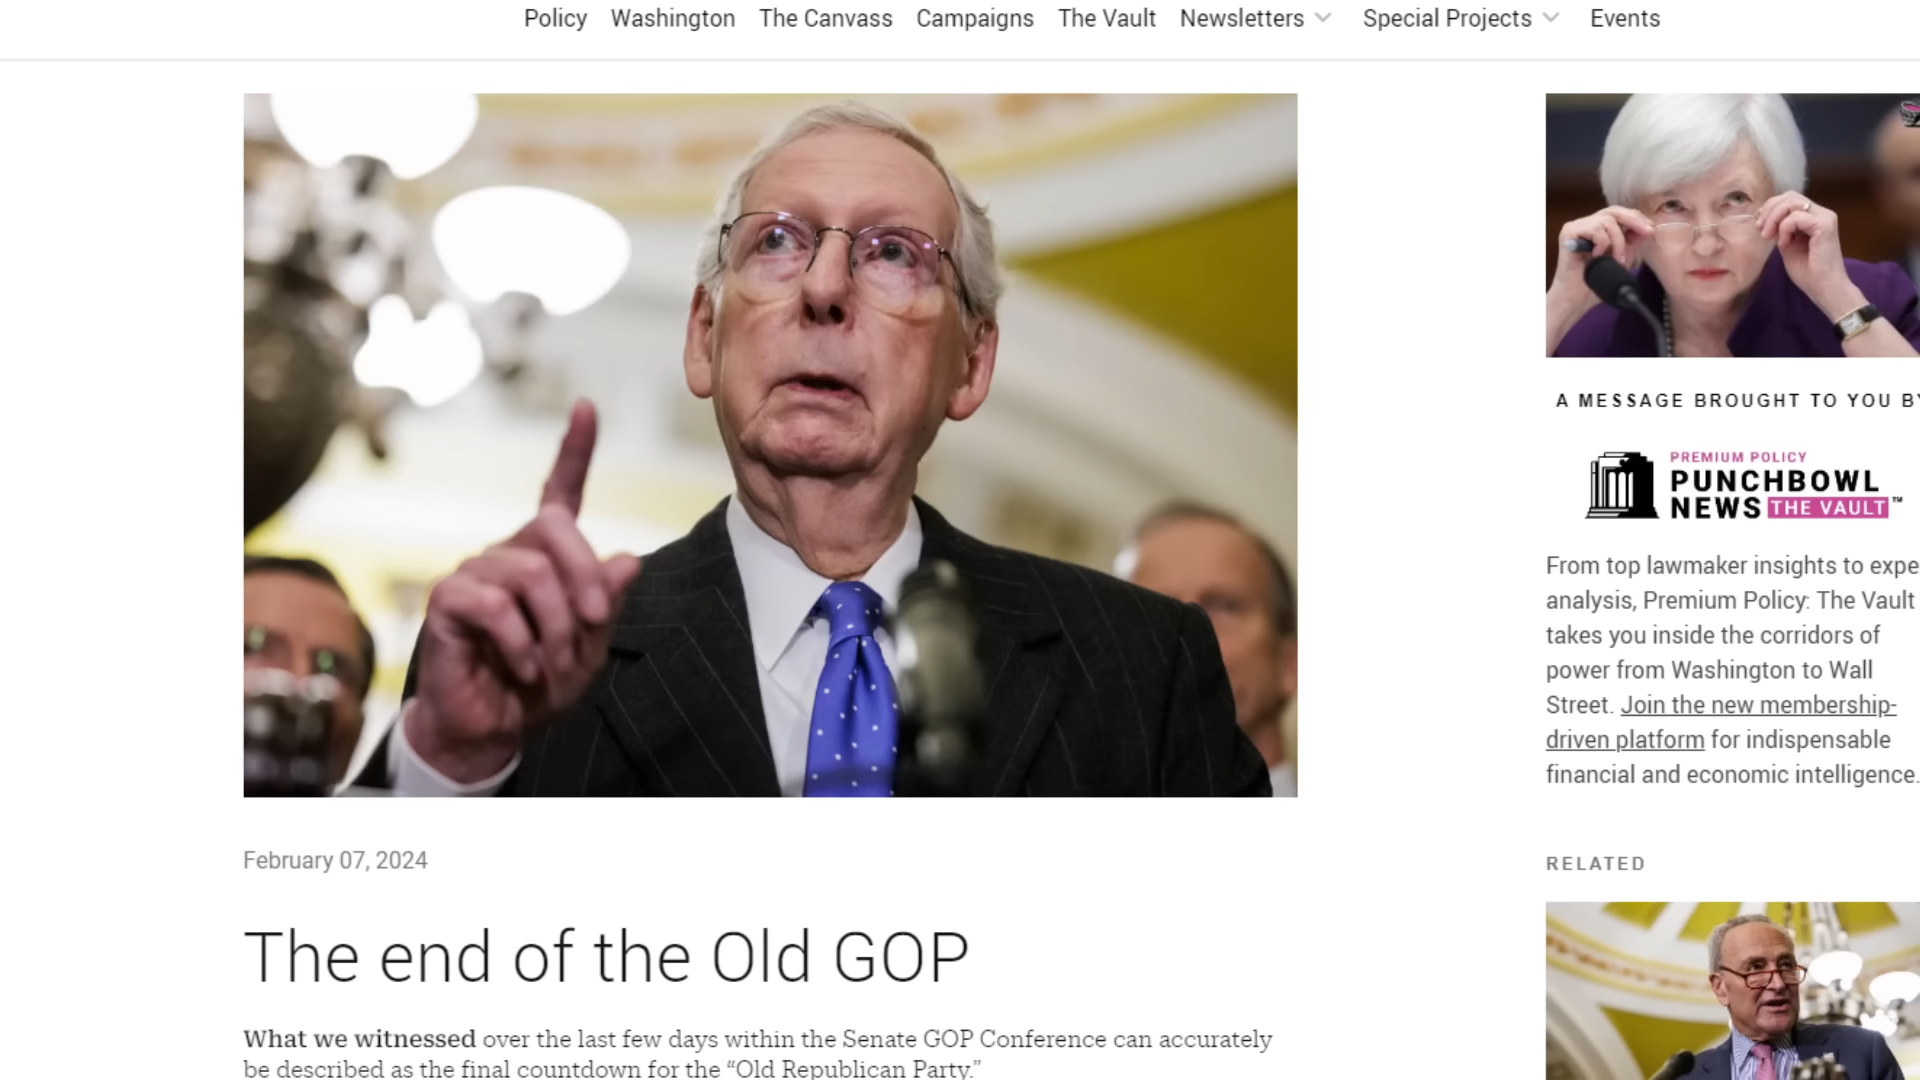 Policy Washington The Canvass Campaigns The Vault Newsletters Special Projects Events
February 07, 2024
The end of the Old GOP
What we witnessed over the last few days within the Senate GOP Conference can accurately
be described as the final countdown for the “Old Republican Party.”
A MESSAGE BROUGHT TO YOU BY
PREMIUM POLICY
PUNCHBOWL
NEWS THE VAULT™
From top lawmaker insights to expe
analysis, Premium Policy: The Vault
takes you inside the corridors of
power from Washington to Wall
Street. Join the new membership-
driven platform for indispensable
financial and economic intelligence.
RELATED